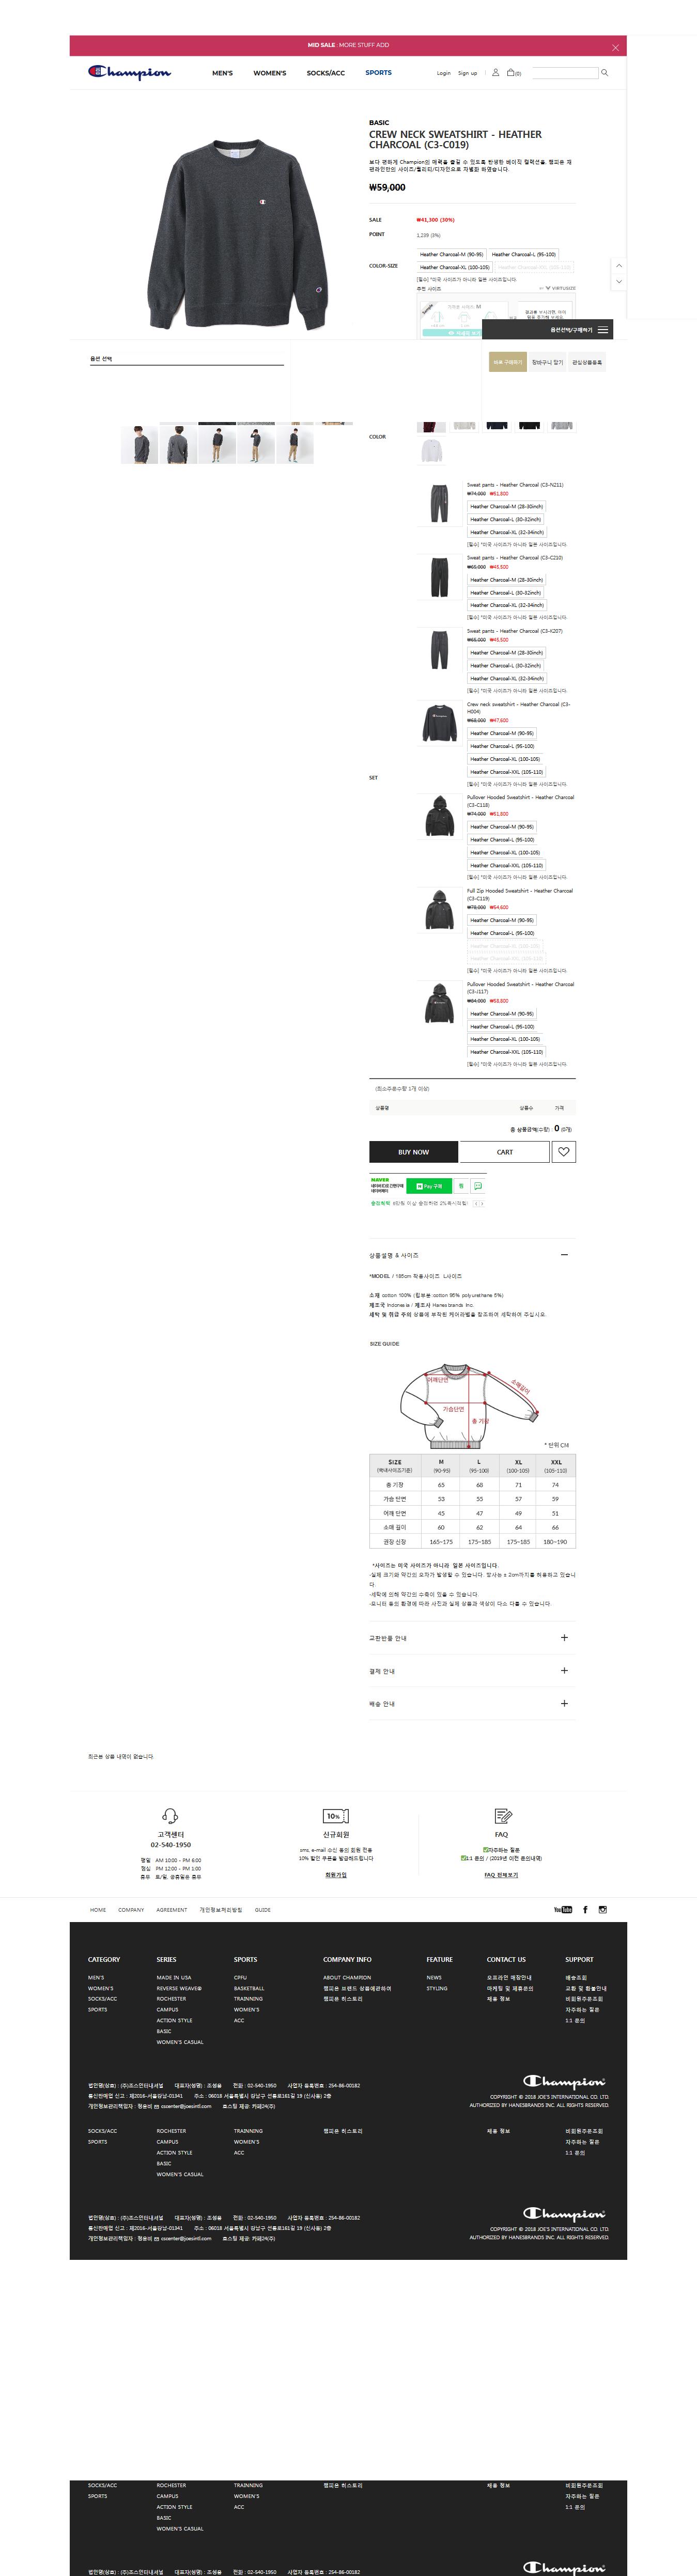 MID SALE : MORE STUFF ADD
Champion
MEN'S WOMEN'S SOCKS/ACC SPORTS
Login Sign up (0)
BASIC
CREW NECK SWEATSHIRT - HEATHER
CHARCOAL (C3-C019)
보다 편하게 Champion의 매력을 즐길 수 있도록 탄생한 베이직 컬렉션을, 챔피온 재
팬라인만의 사이즈/퀄리티/디자인으로 차별화 하였습니다.
₩59,000
SALE ₩41,300 (30%)
POINT 1,239 (3%)
COLOR-SIZE
Heather Charcoal-M (90-95) Heather Charcoal-L (95-100)
Heather Charcoal-XL (100-105) Heather Charcoal-XXL (105-110)
[필수] *미국 사이즈가 아니라 일본 사이즈입니다.
추천 사이즈
BY VIRTUSIZE
Sample
옵션선택/구매하기
옵션 선택
바로 구매하기 장바구니 담기 관심상품등록
COLOR
SET
Sweat pants - Heather Charcoal (C3-N211)
₩74,000 ₩51,800
Heather Charcoal-M (28-30inch)
Heather Charcoal-L (30-32inch)
Heather Charcoal-XL (32-34inch)
[필수] *미국 사이즈가 아니라 일본 사이즈입니다.
Sweat pants - Heather Charcoal (C3-C210)
₩65,000 ₩45,500
Heather Charcoal-M (28-30inch)
Heather Charcoal-L (30-32inch)
Heather Charcoal-XL (32-34inch)
[필수] *미국 사이즈가 아니라 일본 사이즈입니다.
Sweat pants - Heather Charcoal (C3-K207)
₩65,000 ₩45,500
Heather Charcoal-M (28-30inch)
Heather Charcoal-L (30-32inch)
Heather Charcoal-XL (32-34inch)
[필수] *미국 사이즈가 아니라 일본 사이즈입니다.
Crew neck sweatshirt - Heather Charcoal (C3-
H004)
₩68,000 ₩47,600
Heather Charcoal-M (90-95)
Heather Charcoal-L (95-100)
Heather Charcoal-XL (100-105)
Heather Charcoal-XXL (105-110)
[필수] *미국 사이즈가 아니라 일본 사이즈입니다.
Pullover Hooded Sweatshirt - Heather Charcoal
(C3-C118)
₩74,000 ₩51,800
Heather Charcoal-M (90-95)
Heather Charcoal-L (95-100)
Heather Charcoal-XL (100-105)
Heather Charcoal-XXL (105-110)
[필수] *미국 사이즈가 아니라 일본 사이즈입니다.
Full Zip Hooded Sweatshirt - Heather Charcoal
(C3-C119)
₩78,000 ₩54,600
Heather Charcoal-M (90-95)
Heather Charcoal-L (95-100)
Heather Charcoal-XL (100-105)
Heather Charcoal-XXL (105-110)
[필수] *미국 사이즈가 아니라 일본 사이즈입니다.
Pullover Hooded Sweatshirt - Heather Charcoal
(C3-J117)
₩84,000 ₩58,800
Heather Charcoal-M (90-95)
Heather Charcoal-L (95-100)
Heather Charcoal-XL (100-105)
Heather Charcoal-XXL (105-110)
[필수] *미국 사이즈가 아니라 일본 사이즈입니다.
(최소주문수량 1개 이상)
상품명 상품수 가격
총 상품금액(수량) : 0 (0개)
BUY NOW CART
NAVER
네이버 ID로 간편구매
네이버페이
N Pay 구매 찜
상품설명 & 사이즈
*MODEL / 185cm 착용사이즈 L사이즈
소재 cotton 100% (립부분:cotton 95% polyurethane 5%)
제조국 Indonesia / 제조사 Hanesbrands Inc.
세탁 및 취급 주의 상품에 부착된 케어라벨을 참조하여 세탁하여 주십시오.
SIZE GUIDE
어깨단면
소매길이
가슴단면
총 기장
* 단위 CM
SIZE M L XL XXL
(국내사이즈기준) (90-95) (95-100) (100-105) (105-110)
총 기장 65 68 71 74
가슴 단면 53 55 57 59
어깨 단면 45 47 49 51
소매 길이 60 62 64 66
권장 신장 165~175 175~185 175~185 180~190
*사이즈는 미국 사이즈가 아니라 일본 사이즈입니다.
-실제 크기와 약간의 오차가 발생할 수 있습니다. 당사는 ± 2cm까지를 허용하고 있습니
다.
-세탁에 의해 약간의 수축이 있을 수 있습니다.
-모니터 등의 환경에 따라 사진과 실제 상품과 색상이 다소 다를 수 있습니다.
교환반품 안내
결제 안내
배송 안내
최근본 상품 내역이 없습니다.
고객센터
02-540-1950
평일 AM 10:00 - PM 6:00
점심 PM 12:00 - PM 1:00
휴무 토/일, 공휴일은 휴무
10%
신규회원
sms, e-mail 수신 동의 회원 전용
10% 할인 쿠폰을 발급해드립니다.
회원가입
FAQ
✅자주하는 질문
✅1:1 문의 / (2019년 이전 문의내역)
FAQ 전체보기
HOME COMPANY AGREEMENT 개인정보처리방침 GUIDE
YouTube
CATEGORY SERIES SPORTS COMPANY INFO FEATURE CONTACT US SUPPORT
MEN'S MADE IN USA CPFU ABOUT CHAMPION NEWS 오프라인 매장안내 배송조회
WOMEN'S REVERSE WEAVE® BASKETBALL 챔피온 브랜드 상표에관하여 STYLING 마케팅 및 제휴문의 교환 및 환불안내
SOCKS/ACC ROCHESTER TRAINNING 챔피온 히스토리 채용 정보 비회원주문조회
SPORTS CAMPUS WOMEN'S 자주하는 질문
ACTION STYLE ACC 1:1 문의
BASIC
WOMEN'S CASUAL
법인명(상호) : (주)조스인터내셔널 대표자(성명) : 조성용 전화 : 02-540-1950 사업자 등록번호 : 254-86-00182
통신판매업 신고 : 제2016-서울강남-01341 주소 : 06018 서울특별시 강남구 선릉로161길 19 (신사동) 2층
개인정보관리책임자 : 정용비 cscenter@joesintl.com 호스팅 제공: 카페24(주)
Champion
COPYRIGHT © 2018 JOE'S INTERNATIONAL CO. LTD.
AUTHORIZED BY HANESBRANDS INC. ALL RIGHTS RESERVED.
SOCKS/ACC ROCHESTER TRAINNING 챔피온 히스토리 채용 정보 비회원주문조회
SPORTS CAMPUS WOMEN'S 자주하는 질문
ACTION STYLE ACC 1:1 문의
BASIC
WOMEN'S CASUAL
법인명(상호) : (주)조스인터내셔널 대표자(성명) : 조성용 전화 : 02-540-1950 사업자 등록번호 : 254-86-00182
통신판매업 신고 : 제2016-서울강남-01341 주소 : 06018 서울특별시 강남구 선릉로161길 19 (신사동) 2층
개인정보관리책임자 : 정용비 cscenter@joesintl.com 호스팅 제공: 카페24(주)
Champion
COPYRIGHT © 2018 JOE'S INTERNATIONAL CO. LTD.
AUTHORIZED BY HANESBRANDS INC. ALL RIGHTS RESERVED.
SOCKS/ACC ROCHESTER TRAINNING 챔피온 히스토리 채용 정보 비회원주문조회
SPORTS CAMPUS WOMEN'S 자주하는 질문
ACTION STYLE ACC 1:1 문의
BASIC
WOMEN'S CASUAL
법인명(상호) : (주)조스인터내셔널 대표자(성명) : 조성용 전화 : 02-540-1950 사업자 등록번호 : 254-86-00182
Champion